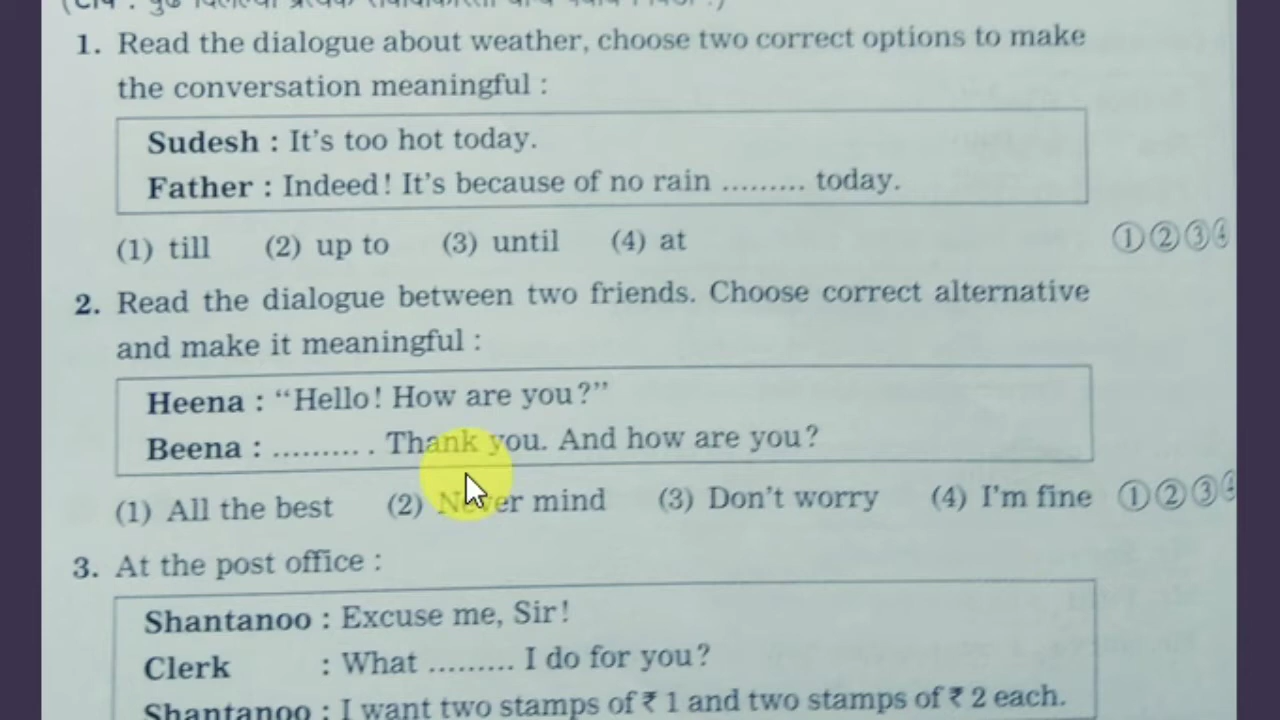 1. Read the dialogue about weather, choose two correct options to make
the conversation meaningful :
Sudesh : It's too hot today.
Father : Indeed! It's because of no rain ......... today.
(1) till (2) up to (3) until (4) at ①②③④
2. Read the dialogue between two friends. Choose correct alternative
and make it meaningful :
Heena : “Hello! How are you?”
Beena : .......... Thank you. And how are you?
(1) All the best (2) Never mind (3) Don't worry (4) I'm fine ①②③④
3. At the post office :
Shantanoo : Excuse me, Sir!
Clerk : What ......... I do for you?
Shantanoo : I want two stamps of ₹ 1 and two stamps of ₹ 2 each.